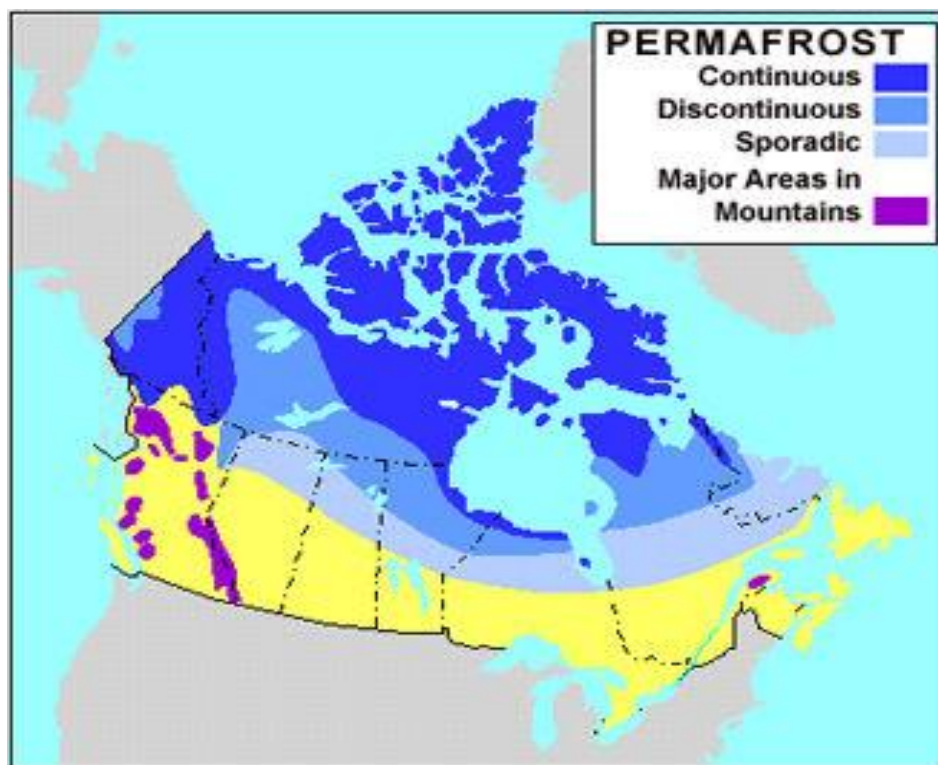 PERMAFROST
Continuous
Discontinuous
Sporadic
Major Areas in
Mountains